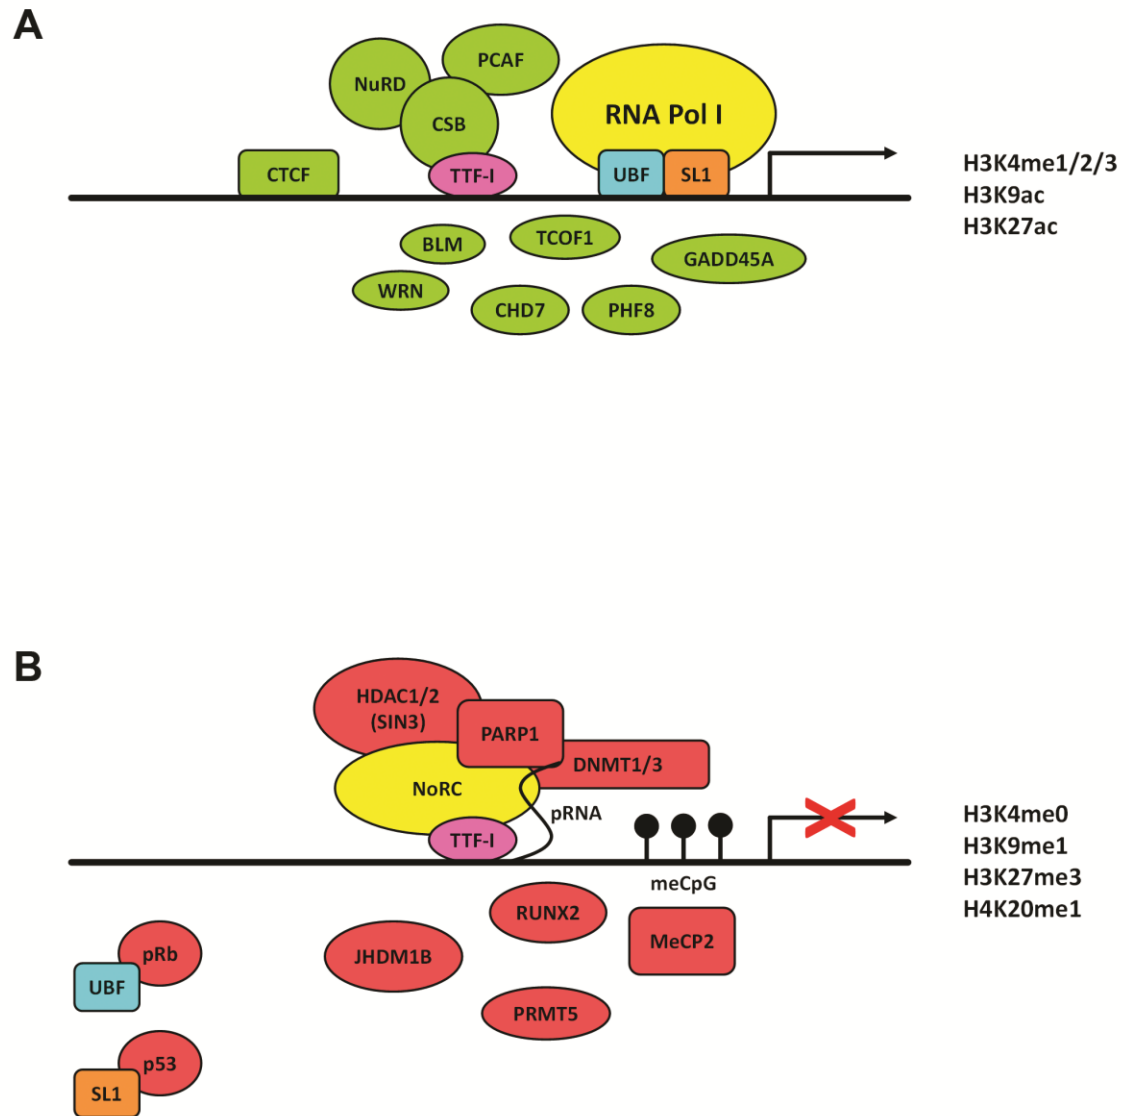 A
NuRD
PCAF
CSB
RNA Pol I
CTCF
TTF-I
UBF
SL1
H3K4me1/2/3
H3K9ac
H3K27ac
BLM
TCOF1
GADD45A
WRN
CHD7
PHF8
B
HDAC1/2
(SIN3)
PARP1
DNMT1/3
NoRC
pRNA
TTF-I
meCpG
H3K4me0
H3K9me1
H3K27me3
H4K20me1
RUNX2
MeCP2
JHDM1B
pRb
UBF
PRMT5
p53
SL1